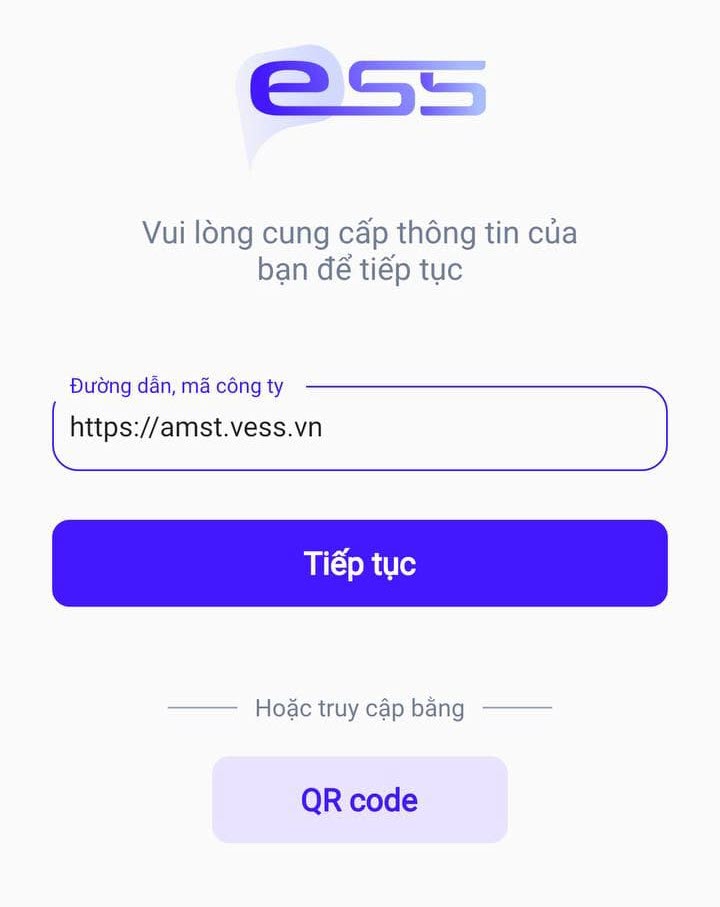 ess
Vui lòng cung cấp thông tin của
bạn để tiếp tục
Đường dẫn, mã công ty
https://amst.vess.vn
Tiếp tục
Hoặc truy cập bằng
QR code